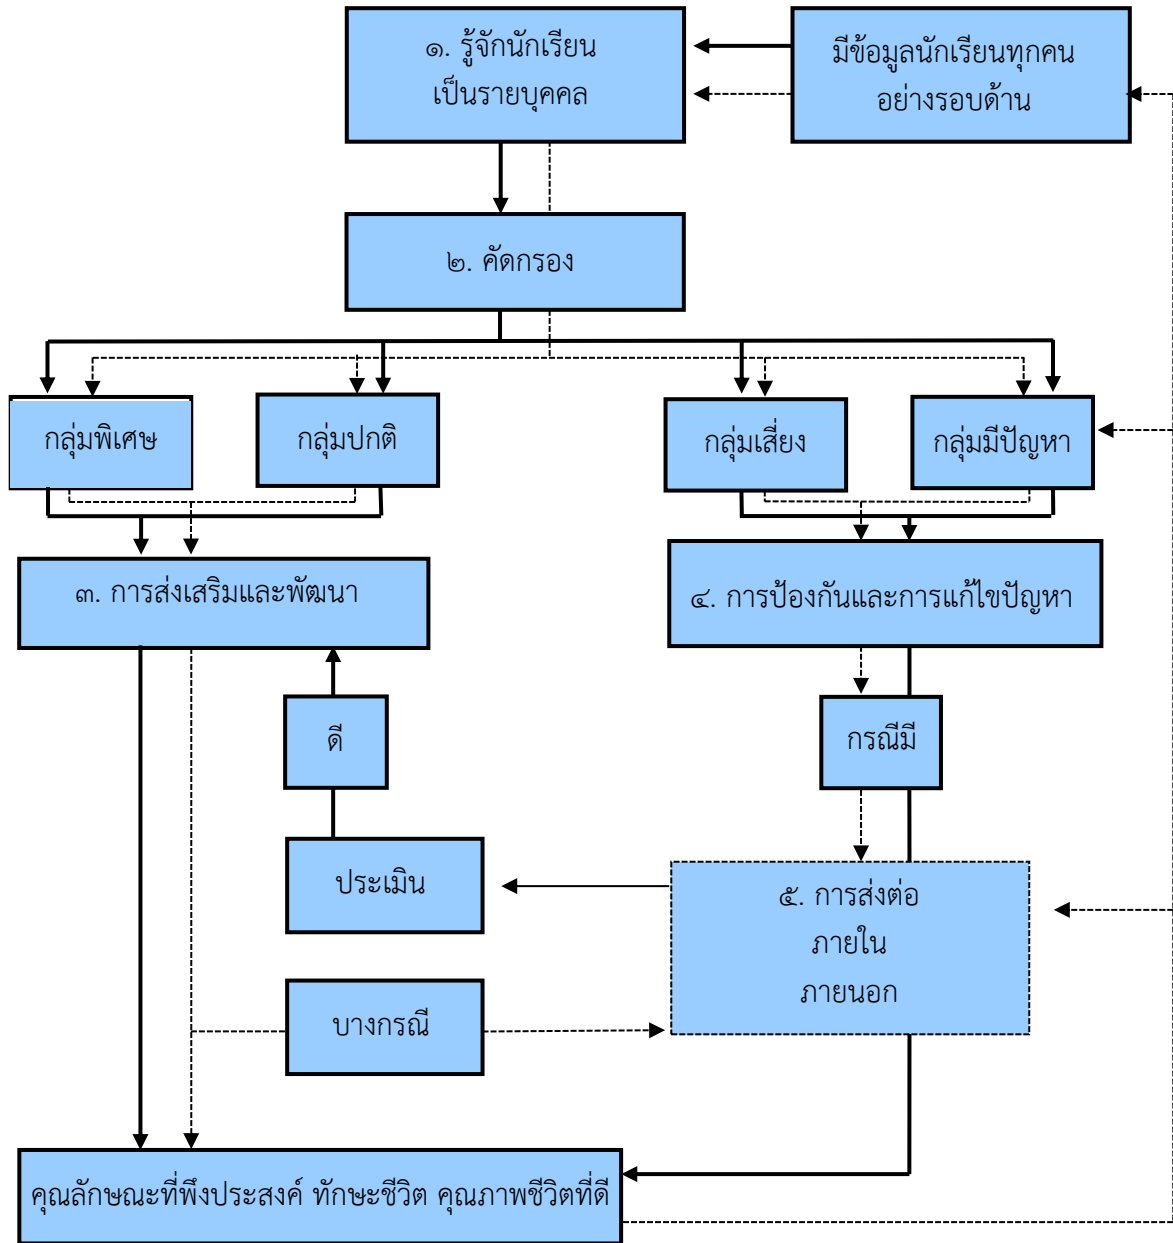 ๑. รู้จักนักเรียน
เป็นรายบุคคล
มีข้อมูลนักเรียนทุกคน
อย่างรอบด้าน
๒. คัดกรอง
กลุ่มพิเศษ
กลุ่มปกติ
กลุ่มเสี่ยง
กลุ่มมีปัญหา
๓. การส่งเสริมและพัฒนา
๔. การป้องกันและการแก้ไขปัญหา
ดี
กรณีมี
ประเมิน
๕. การส่งต่อ
ภายใน
ภายนอก
บางกรณี
คุณลักษณะที่พึงประสงค์ ทักษะชีวิต คุณภาพชีวิตที่ดี